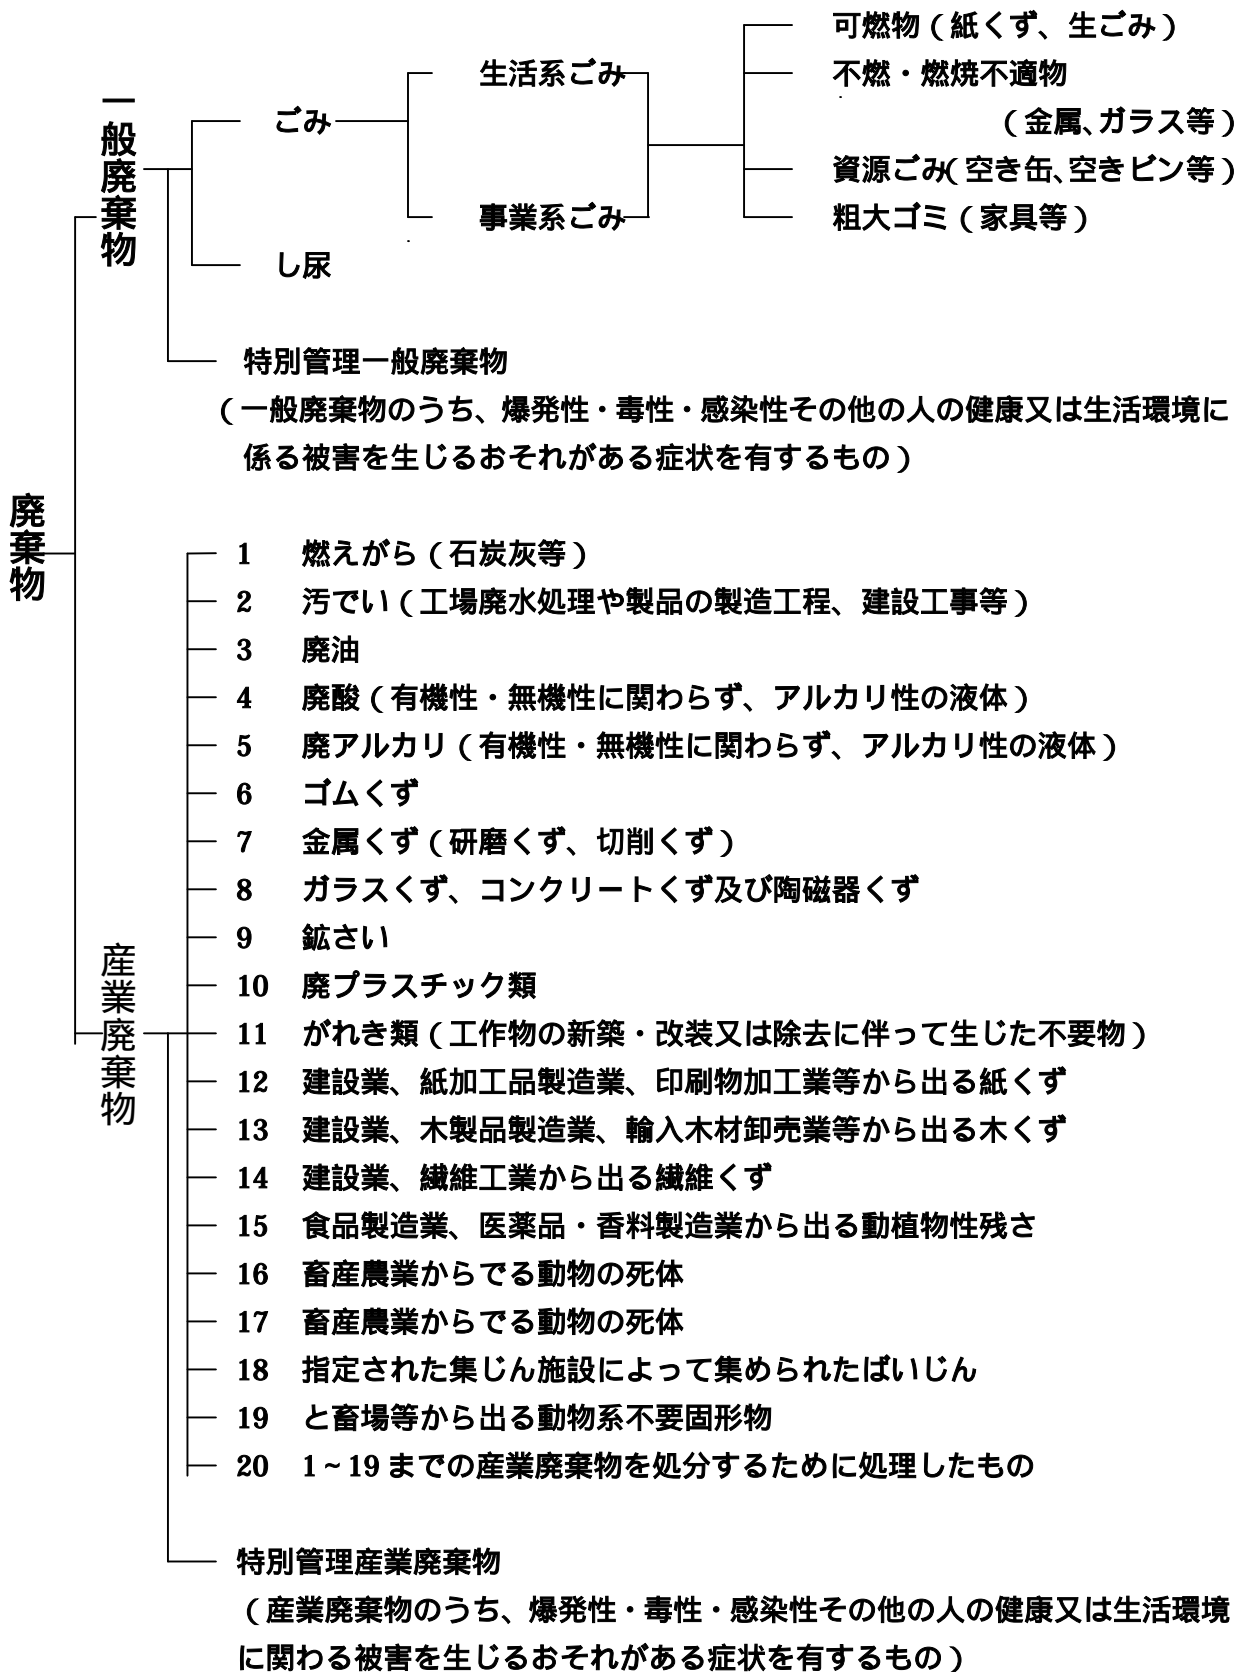 廃棄物
一般廃棄物
ごみ
生活系ごみ
事業系ごみ
可燃物（紙くず、生ごみ）
不燃・燃焼不適物
（金属、ガラス等）
資源ごみ（空き缶、空きビン等）
粗大ゴミ（家具等）
し尿
特別管理一般廃棄物
（一般廃棄物のうち、爆発性・毒性・感染性その他の人の健康又は生活環境に
係る被害を生じるおそれがある症状を有するもの）
産業廃棄物
1 燃えがら（石炭灰等）
2 汚でい（工場廃水処理や製品の製造工程、建設工事等）
3 廃油
4 廃酸（有機性・無機性に関わらず、アルカリ性の液体）
5 廃アルカリ（有機性・無機性に関わらず、アルカリ性の液体）
6 ゴムくず
7 金属くず（研磨くず、切削くず）
8 ガラスくず、コンクリートくず及び陶磁器くず
9 鉱さい
10 廃プラスチック類
11 がれき類（工作物の新築・改装又は除去に伴って生じた不要物）
12 建設業、紙加工品製造業、印刷物加工業等から出る紙くず
13 建設業、木製品製造業、輸入木材卸売業等から出る木くず
14 建設業、繊維工業から出る繊維くず
15 食品製造業、医薬品・香料製造業から出る動植物性残さ
16 畜産農業からでる動物の死体
17 畜産農業からでる動物の死体
18 指定された集じん施設によって集められたばいじん
19 と畜場等から出る動物系不要固形物
20 1~19までの産業廃棄物を処分するために処理したもの
特別管理産業廃棄物
（産業廃棄物のうち、爆発性・毒性・感染性その他の人の健康又は生活環境
に関わる被害を生じるおそれがある症状を有するもの）